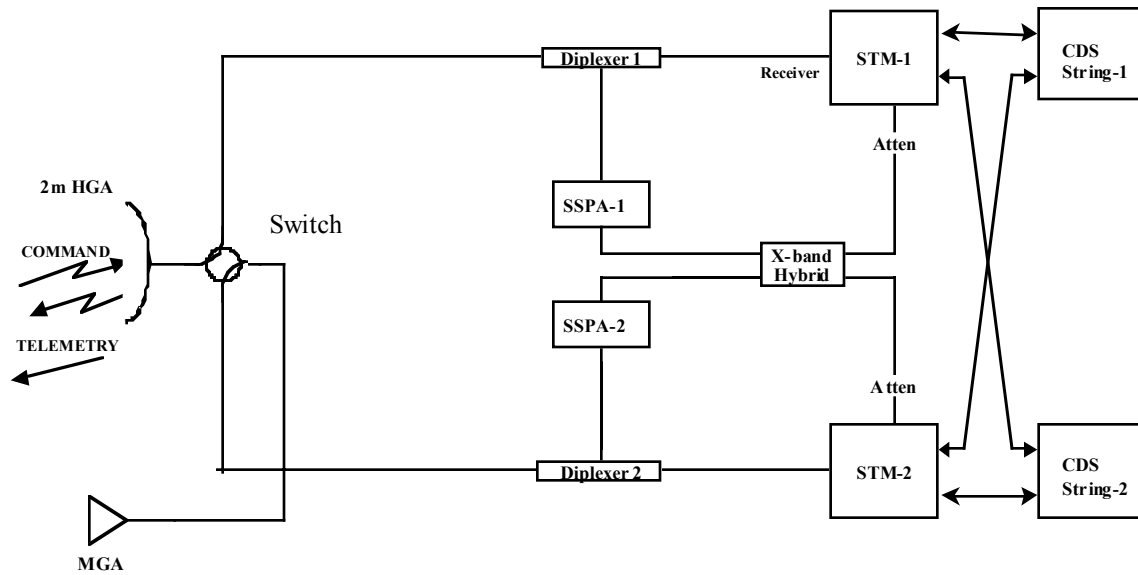 Diplexer 1
Receiver
STM-1
CDS
String-1
Atten
2m HGA
SSPA-1
Switch
COMMAND
X-band
Hybrid
SSPA-2
TELEMETRY
Atten
Diplexer 2
STM-2
CDS
String-2
MGA